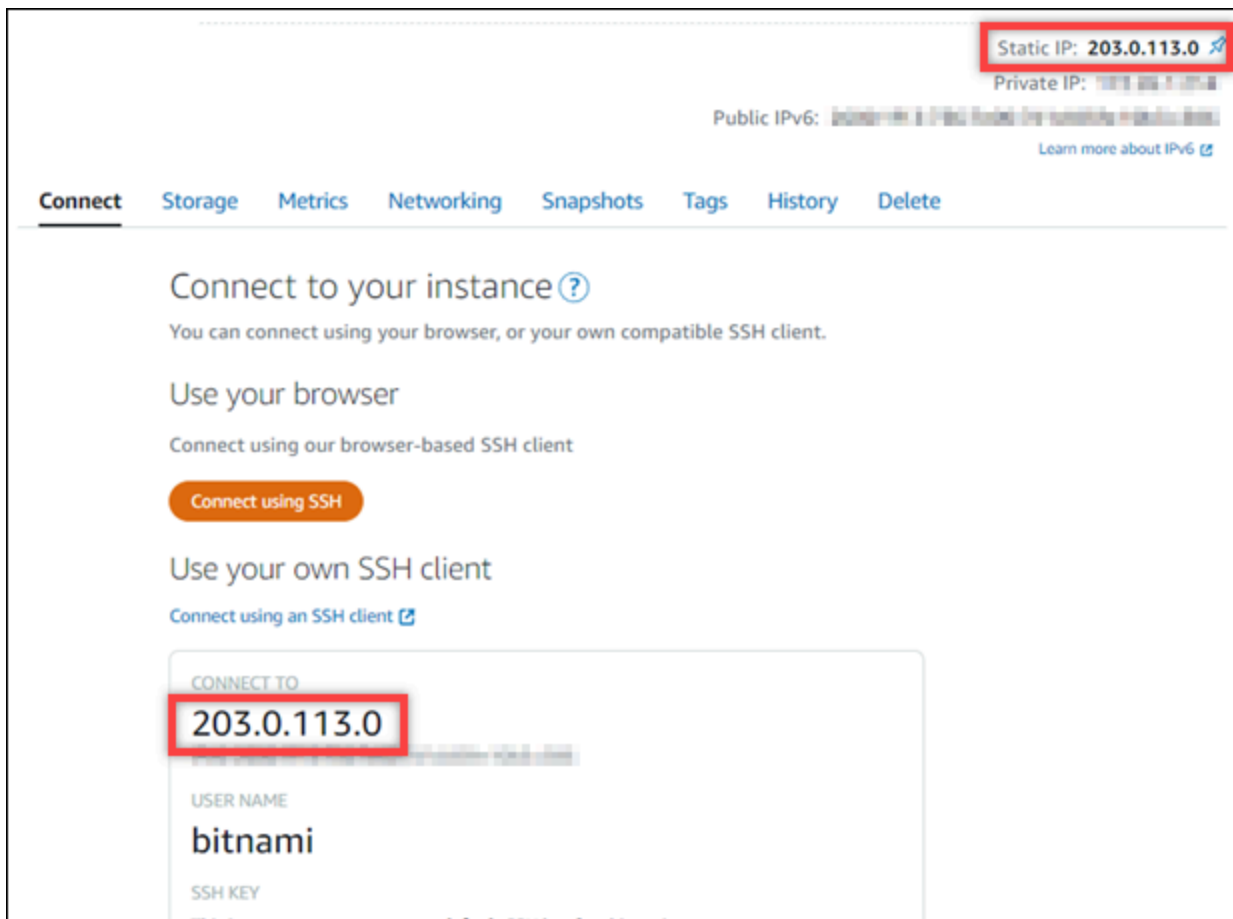 Static IP: 203.0.113.0
Private IP:
Public IPv6:
Learn more about IPv6
Connect Storage Metrics Networking Snapshots Tags History Delete
Connect to your instance ?
You can connect using your browser, or your own compatible SSH client.
Use your browser
Connect using our browser-based SSH client
Connect using SSH
Use your own SSH client
Connect using an SSH client
CONNECT TO
203.0.113.0
USER NAME
bitnami
SSH KEY